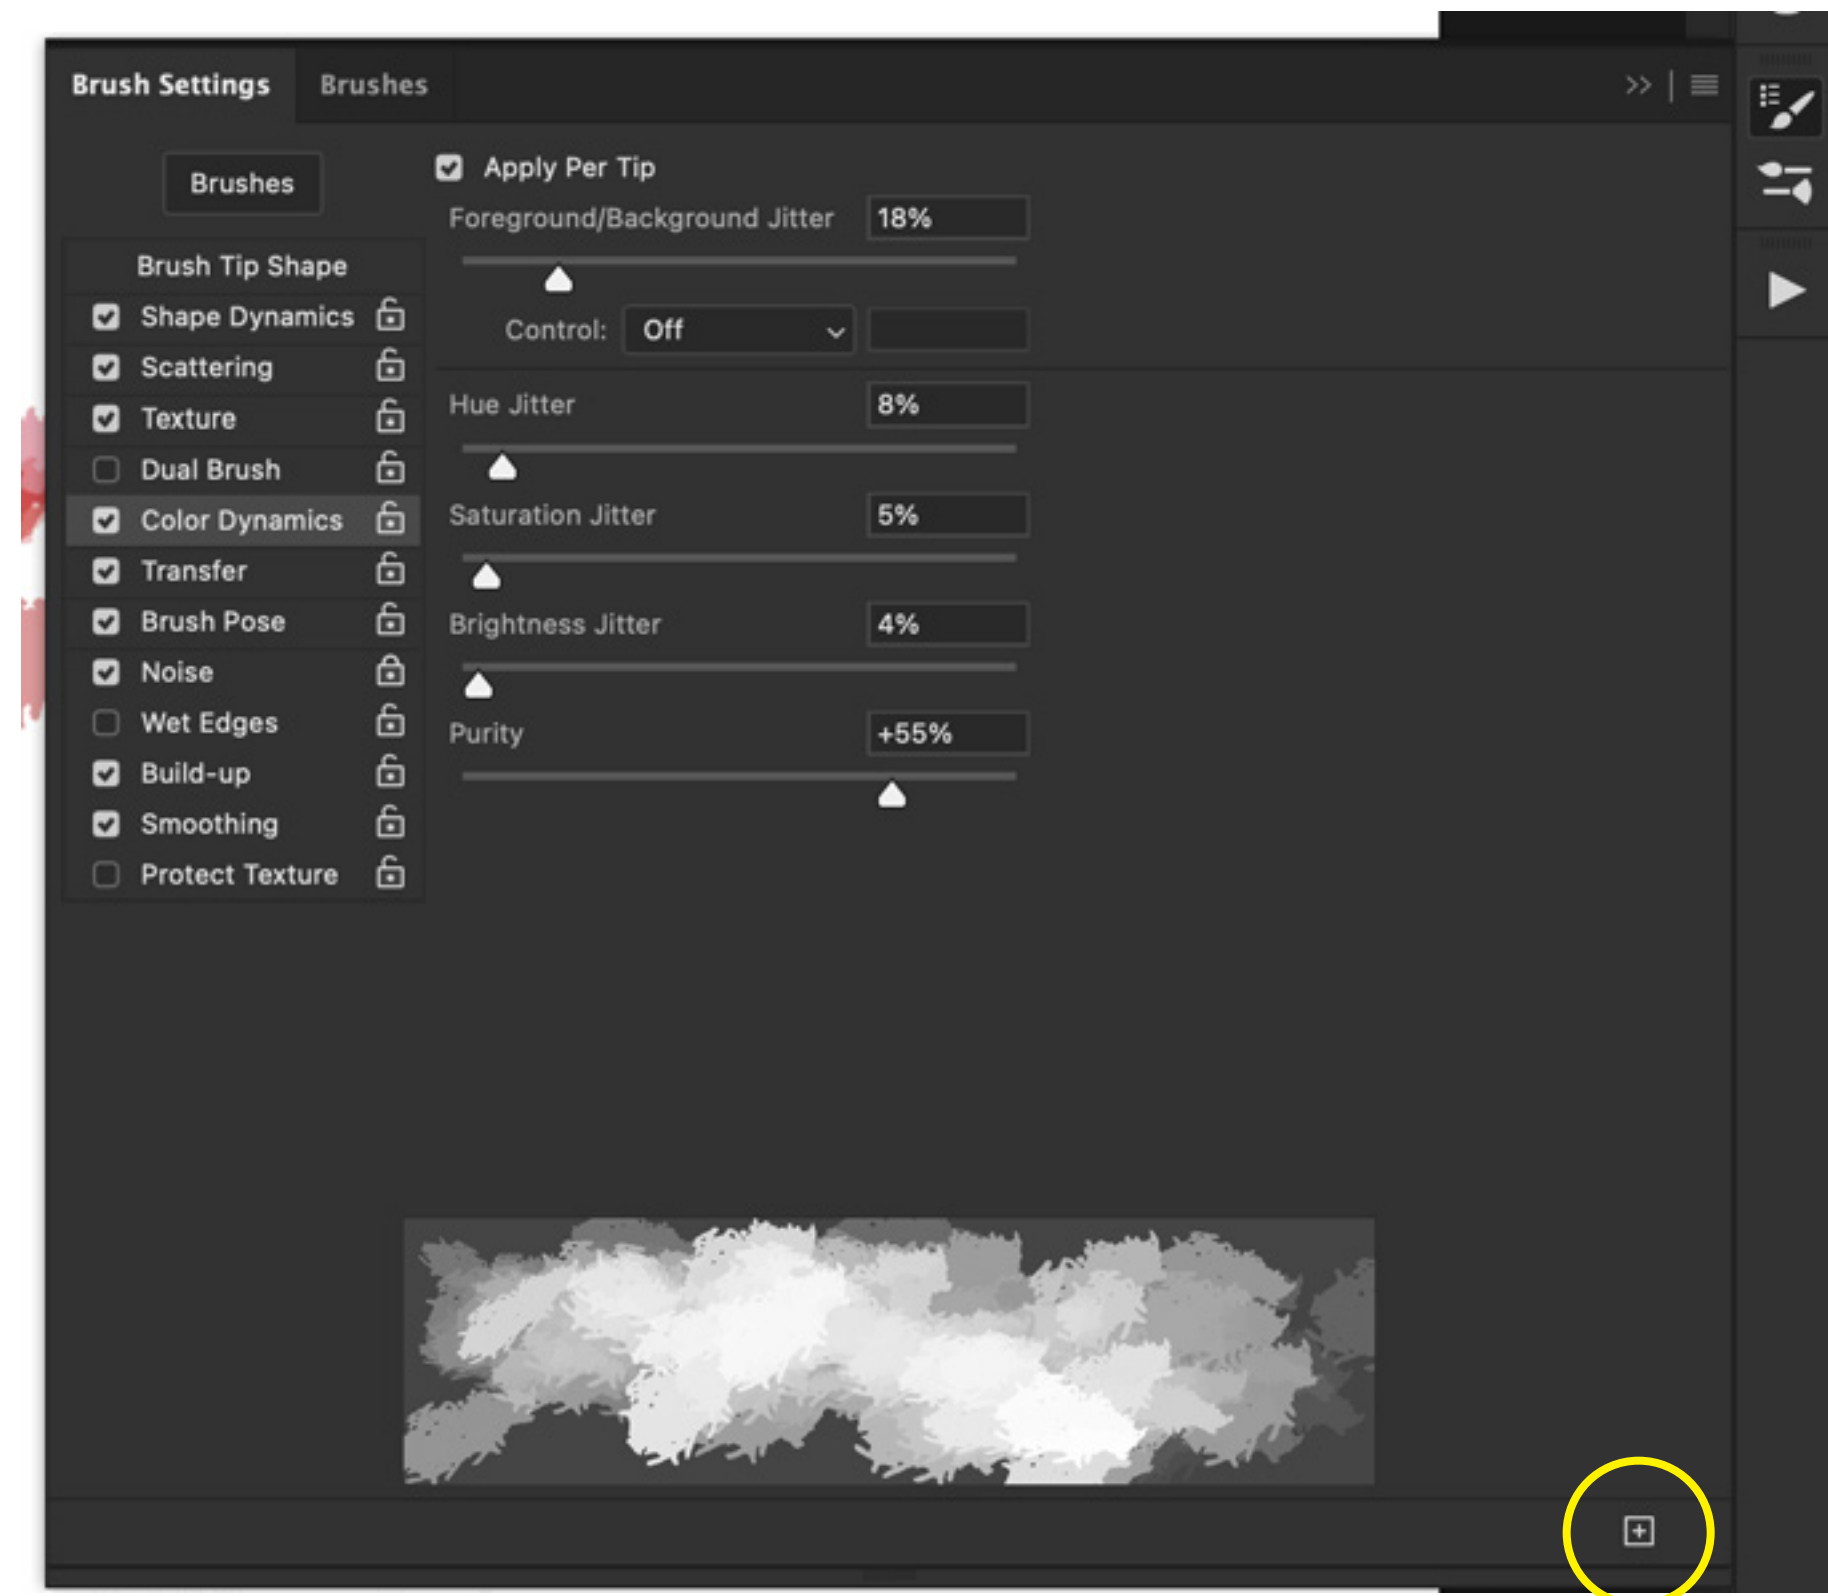 Brush Settings
Brushes
Brushes
Brush Tip Shape
Shape Dynamics
Scattering
Texture
Dual Brush
Color Dynamics
Transfer
Brush Pose
Noise
Wet Edges
Build-up
Smoothing
Protect Texture
Apply Per Tip
Foreground/Background Jitter 18%
Control: Off
Hue Jitter 8%
Saturation Jitter 5%
Brightness Jitter 4%
Purity +55%